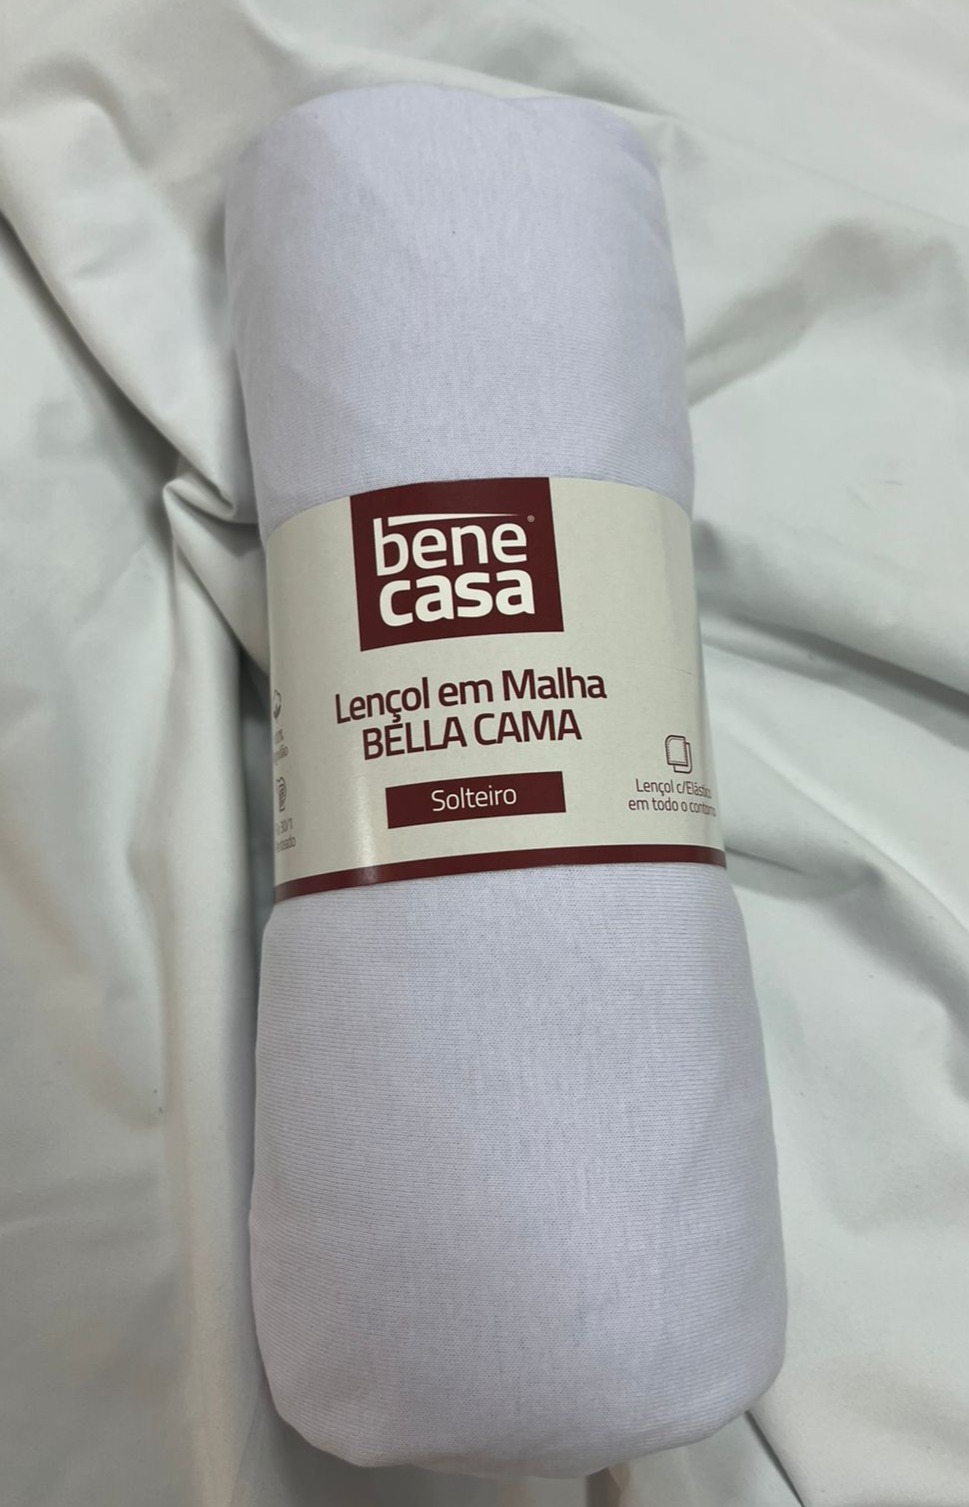 bene
casa
Lençol em Malha
BELLA CAMA
Solteiro
Lençol c/Elástico
em todo o contorno